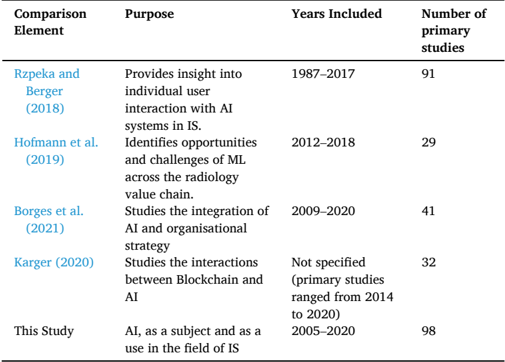 Comparison Element Purpose Years Included Number of primary studies
Rzpeka and Berger (2018) Provides insight into individual user interaction with AI systems in IS. 1987–2017 91
Hofmann et al. (2019) Identifies opportunities and challenges of ML across the radiology value chain. 2012–2018 29
Borges et al. (2021) Studies the integration of AI and organisational strategy 2009–2020 41
Karger (2020) Studies the interactions between Blockchain and AI Not specified (primary studies ranged from 2014 to 2020) 32
This Study AI, as a subject and as a use in the field of IS 2005–2020 98